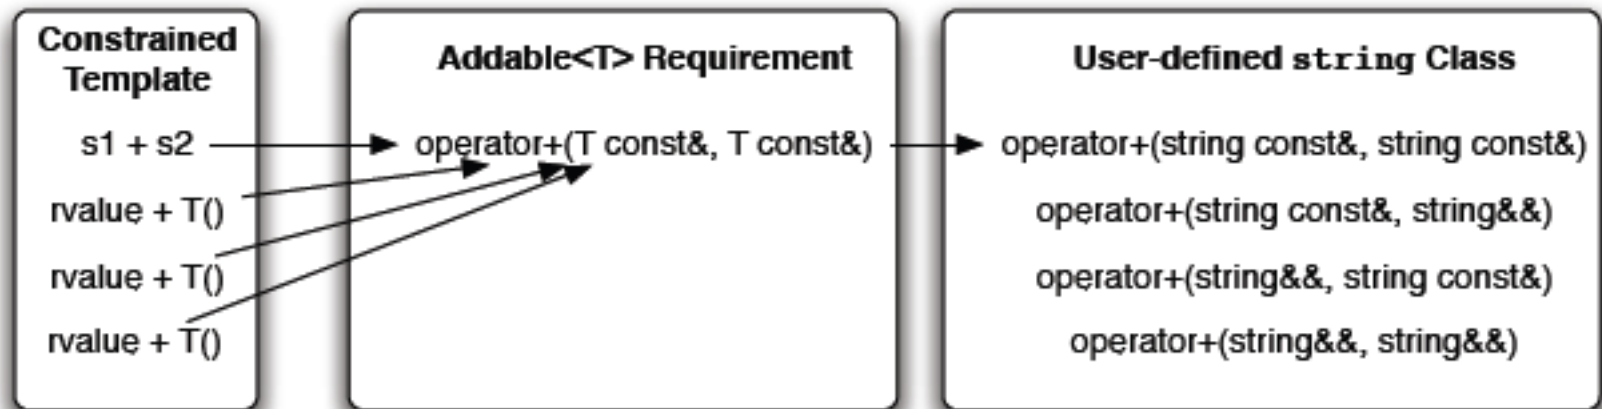 Constrained
Template
s1 + s2
rvalue + T()
rvalue + T()
rvalue + T()
Addable<T> Requirement
operator+(T const&, T const&)
User-defined string Class
operator+(string const&, string const&)
operator+(string const&, string&&)
operator+(string&&, string const&)
operator+(string&&, string&&)